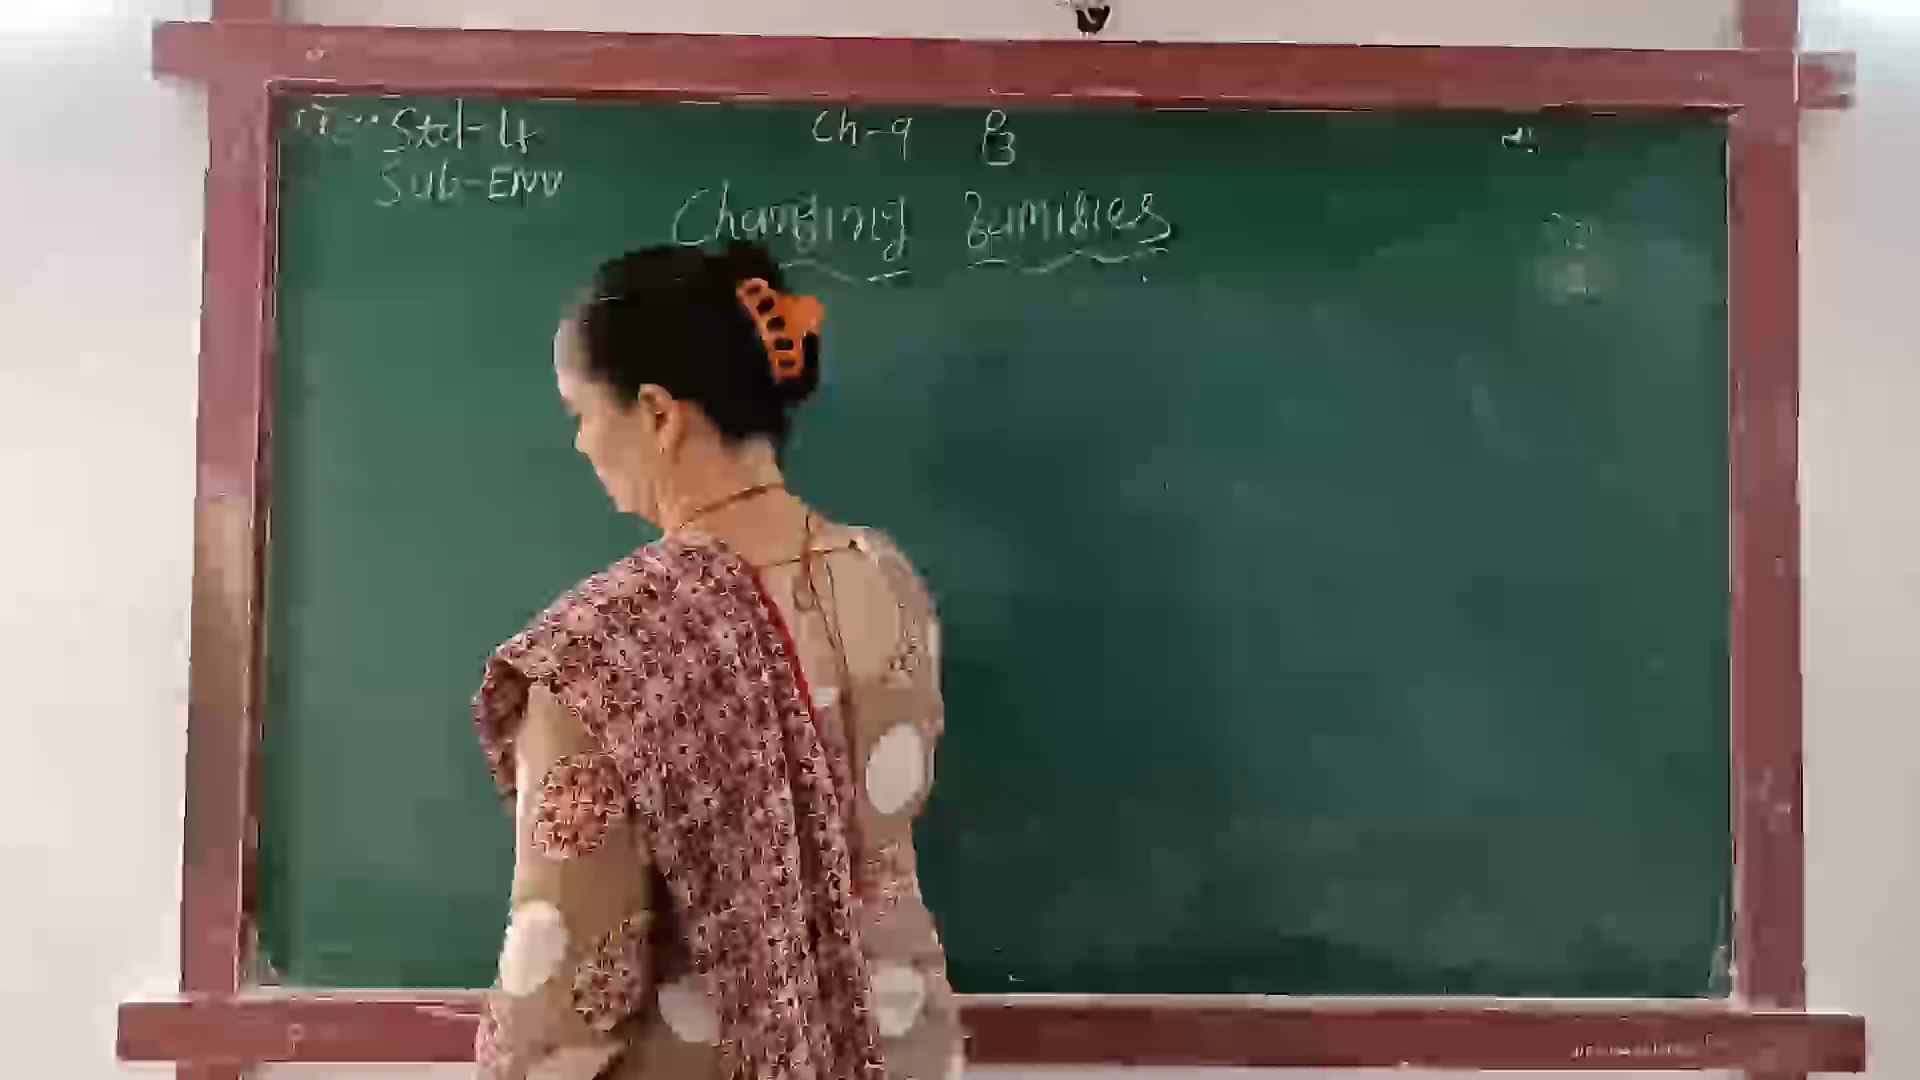 Std-4
Sub-Env
Ch-9 P3
Changing Families